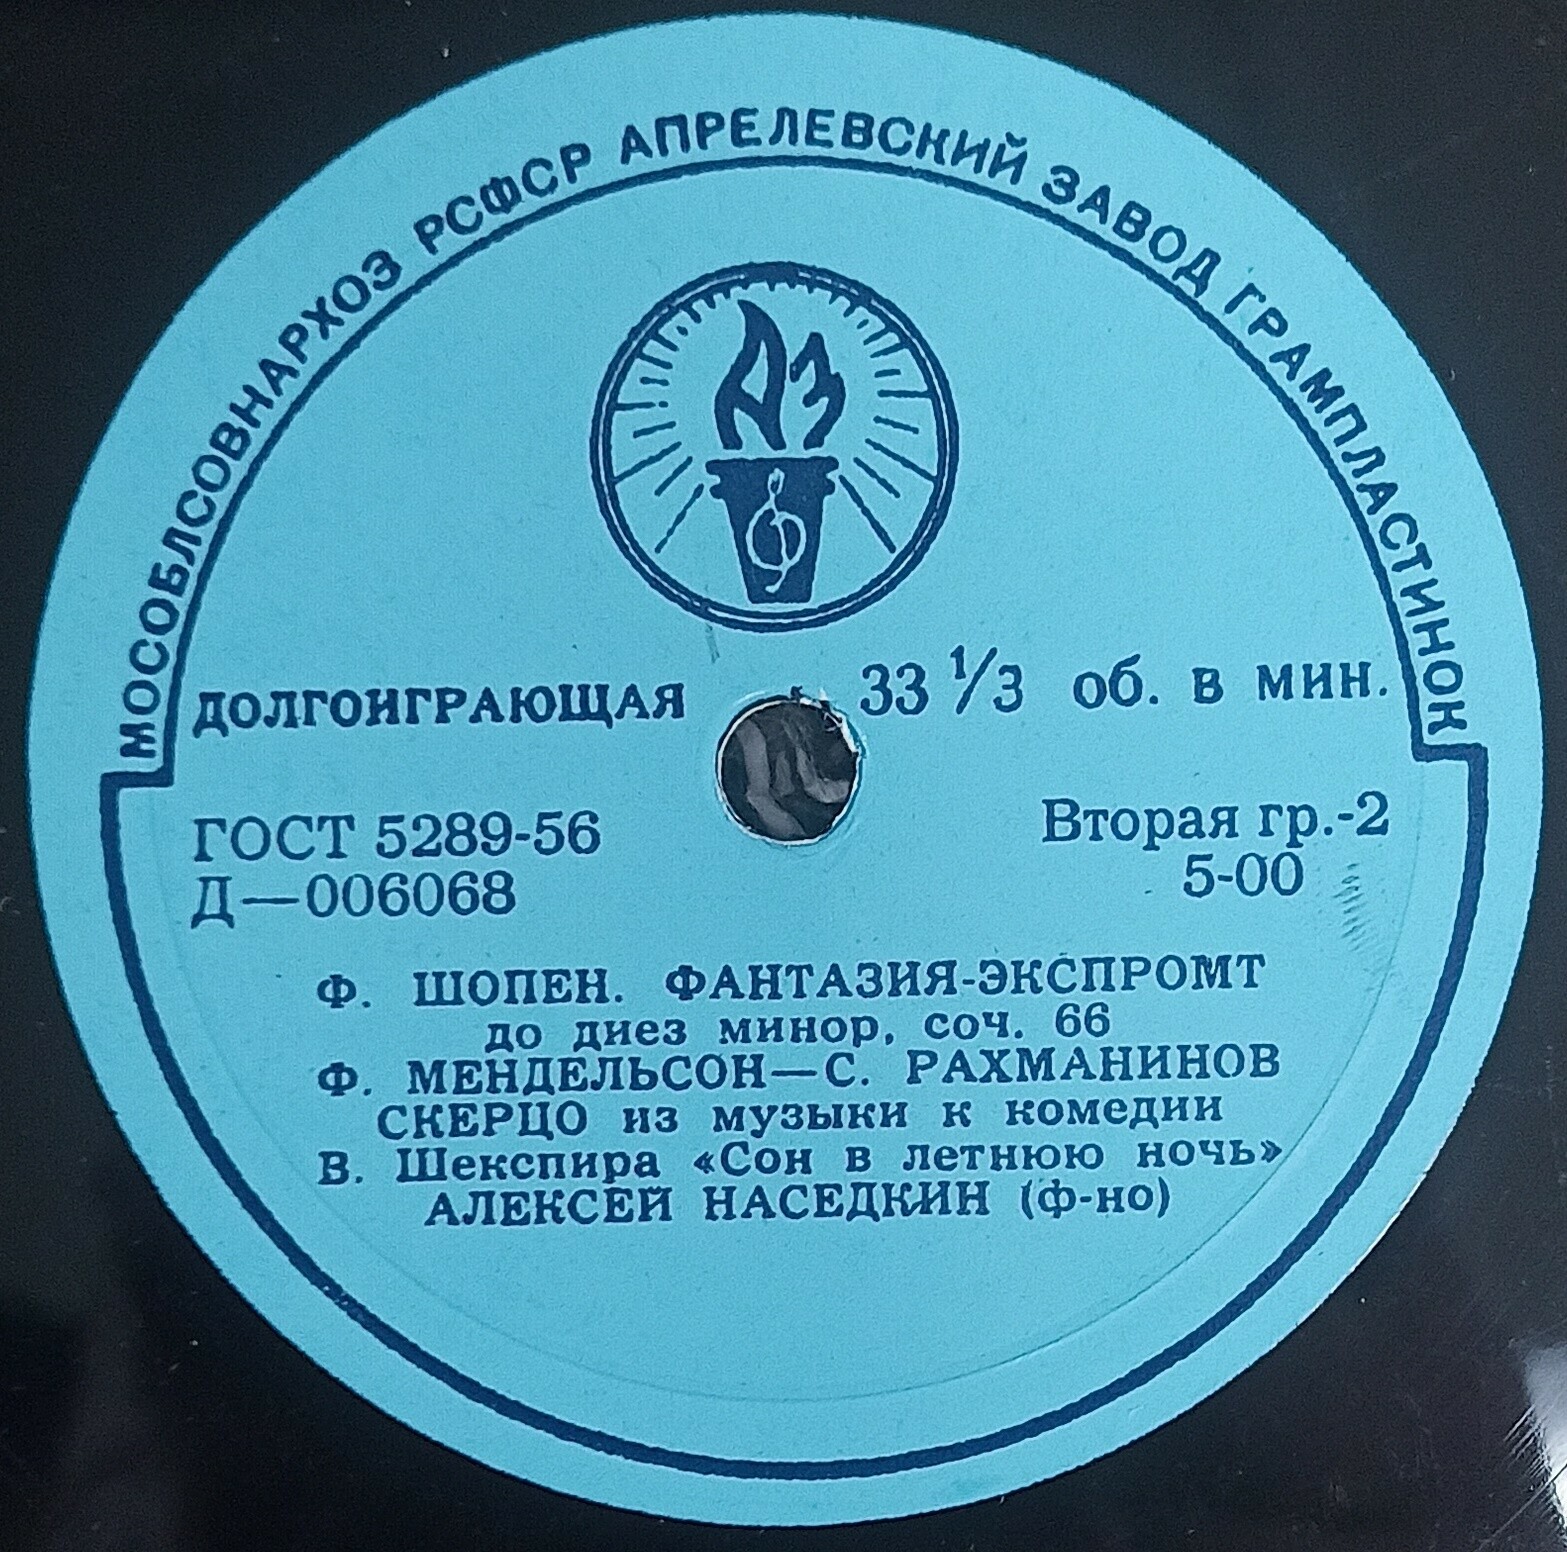 МОСОБЛСОВНАРХОЗ РСФСР АПРЕЛЕВСКИЙ ЗАВОД ГРАМПЛАСТИНОК
АЗ
ДОЛГОИГРАЮЩАЯ 33 1/3 об. в мин.
ГОСТ 5289-56 Вторая гр.-2
Д—006068 5-00
Ф. ШОПЕН. ФАНТАЗИЯ-ЭКСПРОМТ
до диез минор, соч. 66
Ф. МЕНДЕЛЬСОН—С. РАХМАНИНОВ
СКЕРЦО из музыки к комедии
В. Шекспира «Сон в летнюю ночь»
АЛЕКСЕЙ НАСЕДКИН (ф-но)